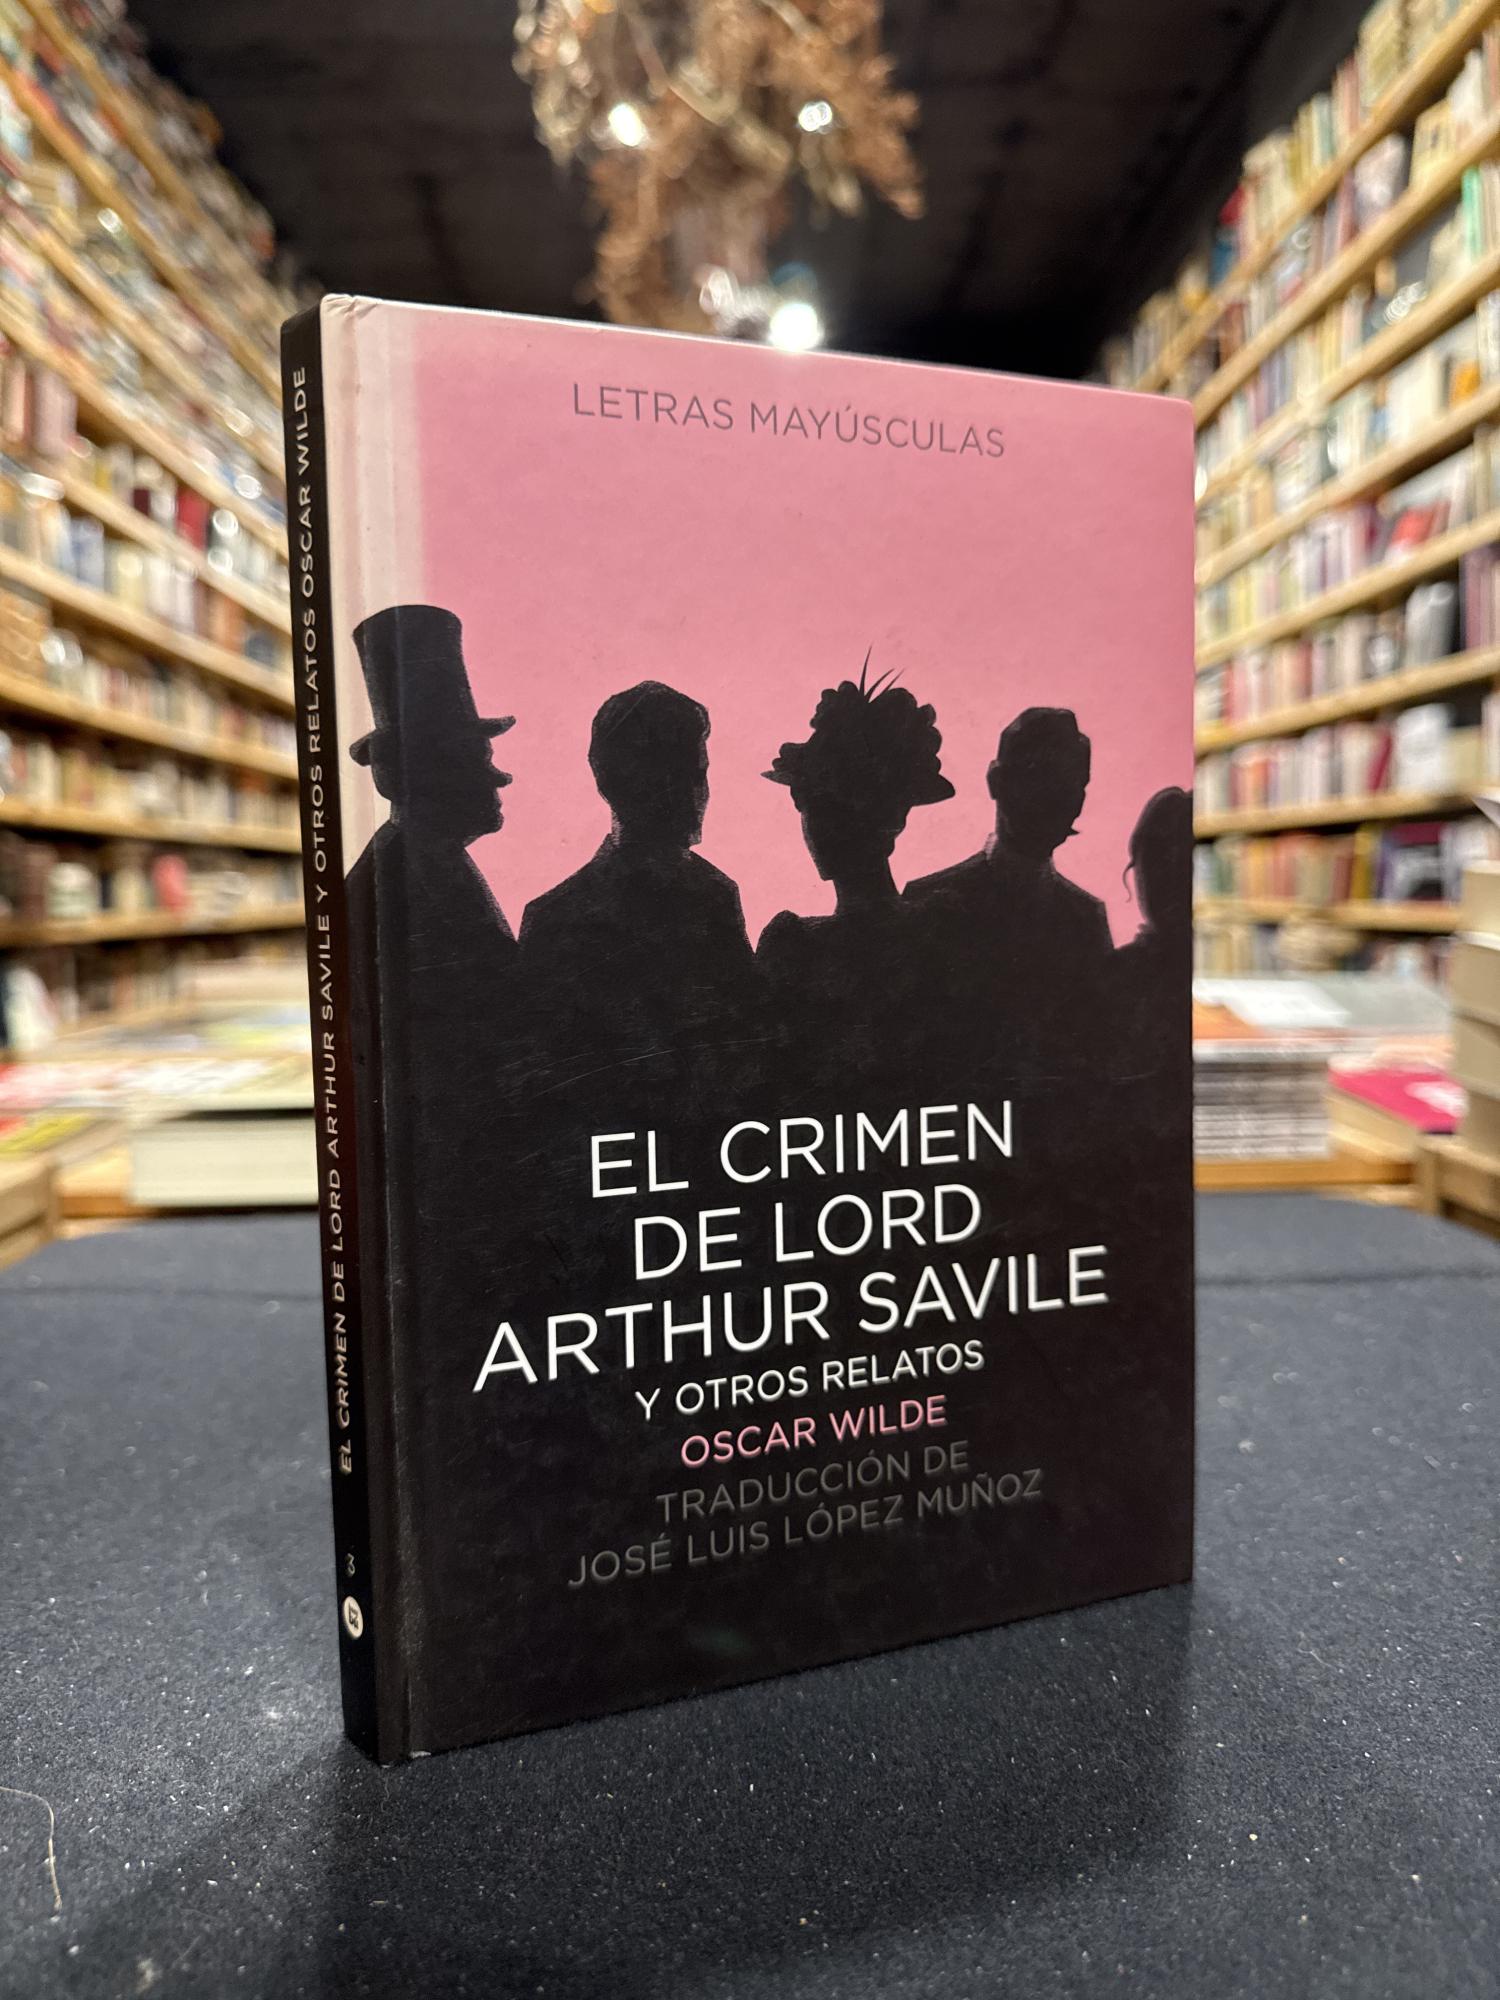 LETRAS MAYÚSCULAS
EL CRIMEN
DE LORD
ARTHUR SAVILE
Y OTROS RELATOS
OSCAR WILDE
TRADUCCIÓN DE
JOSÉ LUIS LÓPEZ MUÑOZ
EL CRIMEN DE LORD ARTHUR SAVILE Y OTROS RELATOS OSCAR WILDE